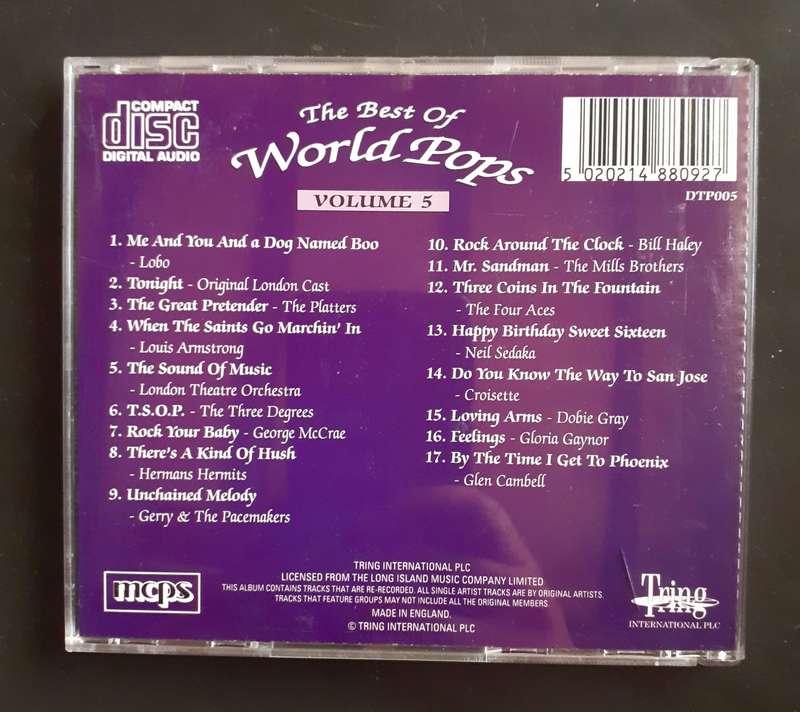 COMPACT
disc
DIGITAL AUDIO
The Best Of
World Pops
VOLUME 5
5 020214 880927
DTP005
1. Me And You And a Dog Named Boo
- Lobo
2. Tonight - Original London Cast
3. The Great Pretender - The Platters
4. When The Saints Go Marchin' In
- Louis Armstrong
5. The Sound Of Music
- London Theatre Orchestra
6. T.S.O.P. - The Three Degrees
7. Rock Your Baby - George McCrae
8. There's A Kind Of Hush
- Hermans Hermits
9. Unchained Melody
- Gerry & The Pacemakers
10. Rock Around The Clock - Bill Haley
11. Mr. Sandman - The Mills Brothers
12. Three Coins In The Fountain
- The Four Aces
13. Happy Birthday Sweet Sixteen
- Neil Sedaka
14. Do You Know The Way To San Jose
- Croisette
15. Loving Arms - Dobie Gray
16. Feelings - Gloria Gaynor
17. By The Time I Get To Phoenix
- Glen Cambell
mcps
TRING INTERNATIONAL PLC
LICENSED FROM THE LONG ISLAND MUSIC COMPANY LIMITED
THIS ALBUM CONTAINS TRACKS THAT ARE RE-RECORDED. ALL SINGLE ARTIST TRACKS ARE BY ORIGINAL ARTISTS.
TRACKS THAT FEATURE GROUPS MAY NOT INCLUDE ALL THE ORIGINAL MEMBERS.
MADE IN ENGLAND.
© TRING INTERNATIONAL PLC
Tring
INTERNATIONAL PLC